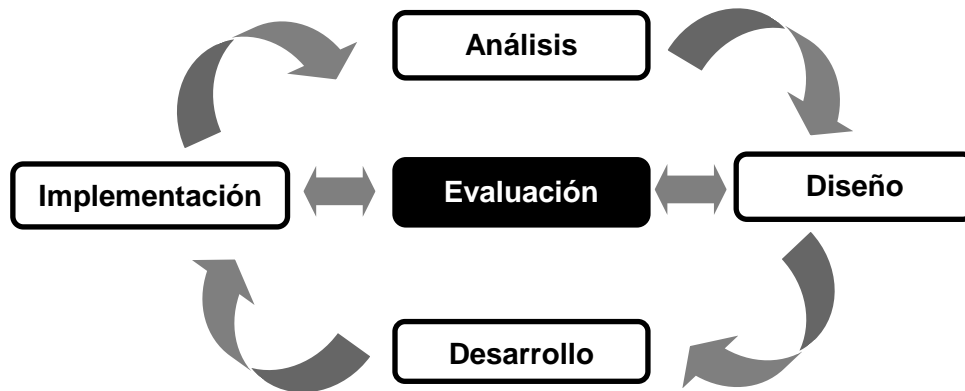 Análisis
Implementación
Evaluación
Diseño
Desarrollo